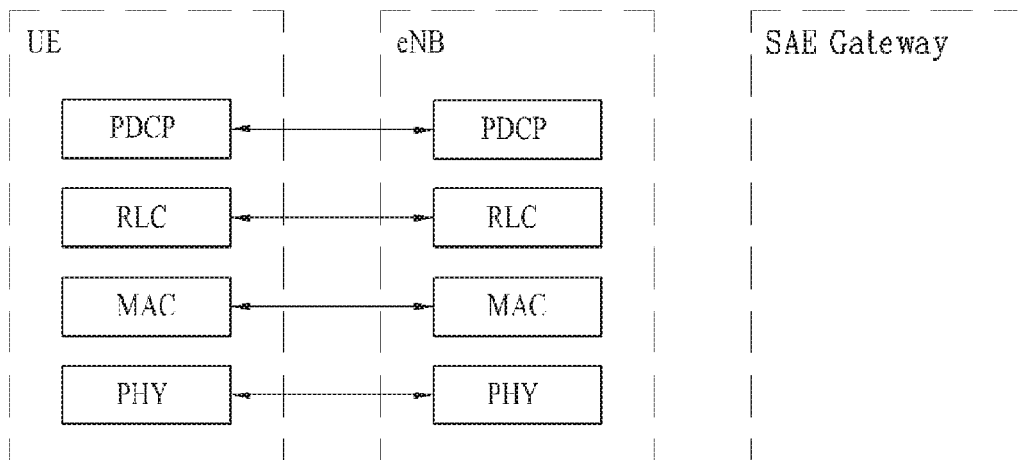 UE eNB SAE Gateway
PDCP PDCP
RLC RLC
MAC MAC
PHY PHY